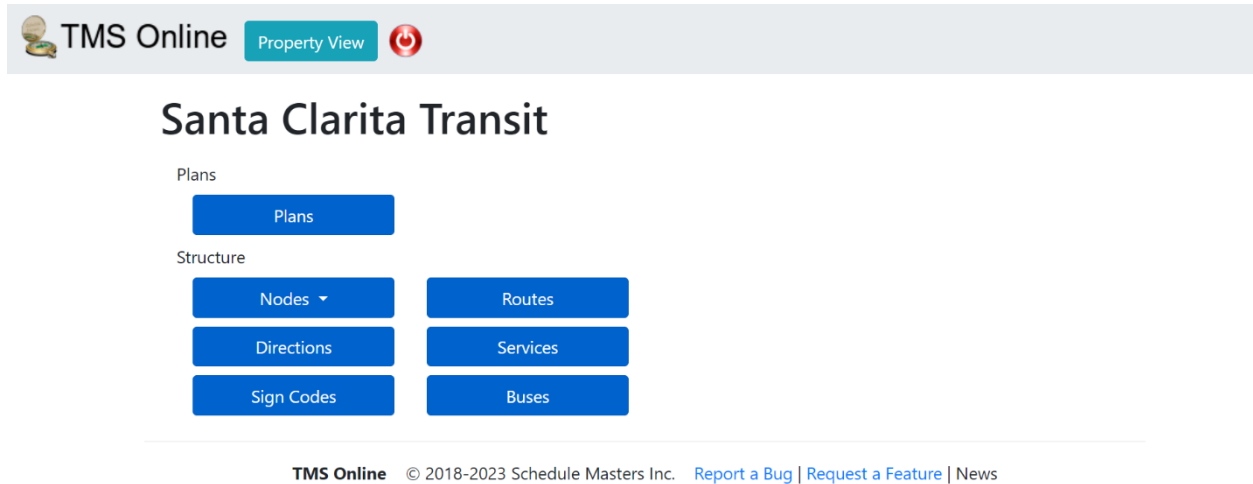 TMS Online Property View
Santa Clarita Transit
Plans
Plans
Structure
Nodes Routes
Directions Services
Sign Codes Buses
TMS Online © 2018-2023 Schedule Masters Inc. Report a Bug | Request a Feature | News